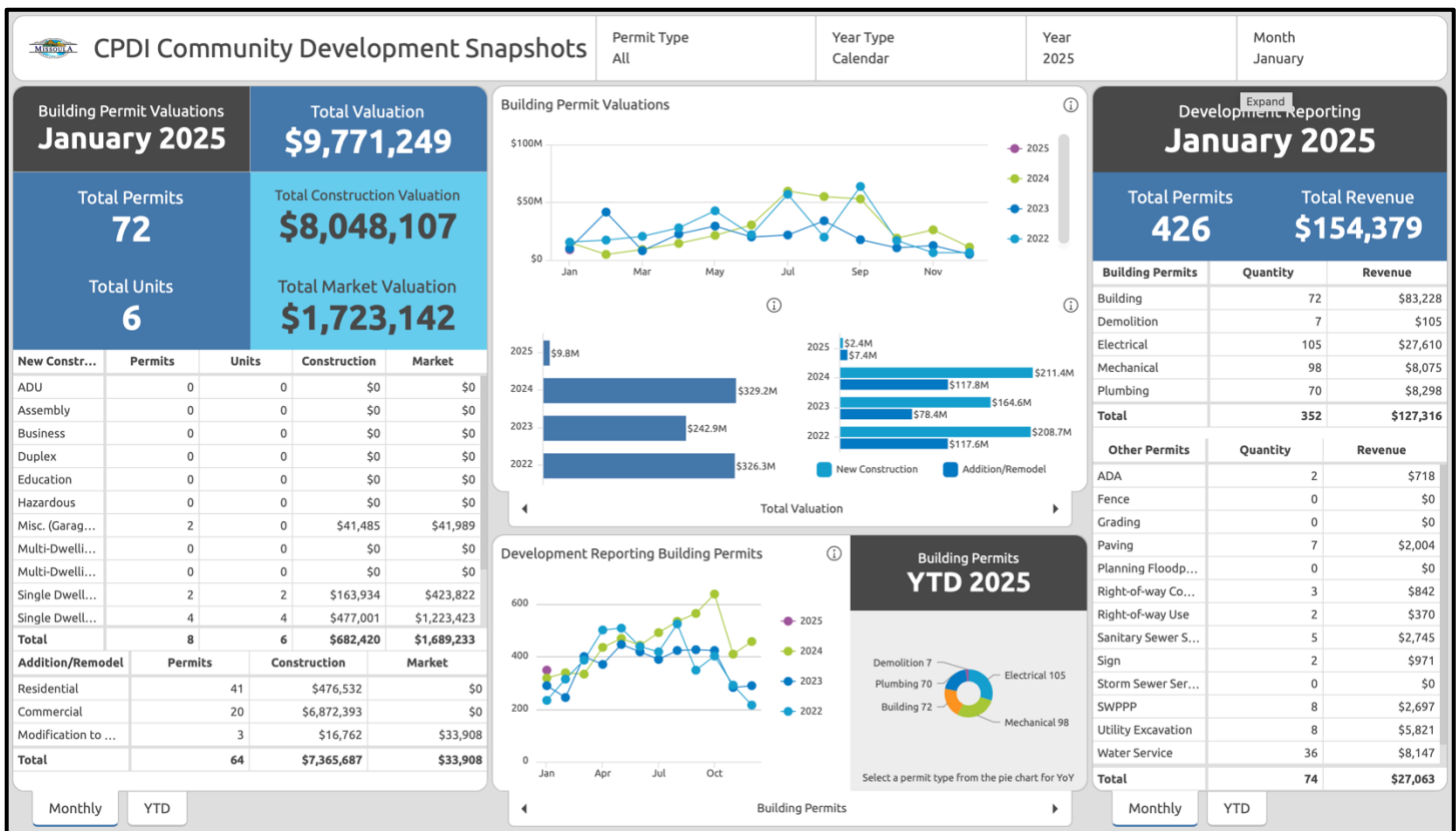 MISSOULA
CPDI Community Development Snapshots
Permit Type
All
Year Type
Calendar
Year
2025
Month
January
Building Permit Valuations
January 2025
Total Valuation
$9,771,249
Total Permits
72
Total Construction Valuation
$8,048,107
Total Units
6
Total Market Valuation
$1,723,142
New Constr... Permits Units Construction Market
ADU 0 0 $0 $0
Assembly 0 0 $0 $0
Business 0 0 $0 $0
Duplex 0 0 $0 $0
Education 0 0 $0 $0
Hazardous 0 0 $0 $0
Misc. (Garag... 2 0 $41,485 $41,989
Multi-Dwelli... 0 0 $0 $0
Multi-Dwelli... 0 0 $0 $0
Single Dwell... 2 2 $163,934 $423,822
Single Dwell... 4 4 $477,001 $1,223,423
Total 8 6 $682,420 $1,689,233
Addition/Remodel Permits Construction Market
Residential 41 $476,532 $0
Commercial 20 $6,872,393 $0
Modification to ... 3 $16,762 $33,908
Total 64 $7,365,687 $33,908
Monthly YTD
Building Permit Valuations
$100M
$50M
$0
Jan Mar May Jul Sep Nov
2025
2024
2023
2022
2025 $9.8M
2024 $329.2M
2023 $242.9M
2022 $326.3M
2025 $2.4M
$7.4M
2024 $211.4M
$117.8M
2023 $164.6M
$78.4M
2022 $208.7M
$117.6M
New Construction Addition/Remodel
Total Valuation
Development Reporting Building Permits
600
400
200
0
Jan Apr Jul Oct
2025
2024
2023
2022
Building Permits
YTD 2025
Demolition 7
Plumbing 70
Building 72
Electrical 105
Mechanical 98
Select a permit type from the pie chart for YoY
Building Permits
Expand
Development Reporting
January 2025
Total Permits
426
Total Revenue
$154,379
Building Permits Quantity Revenue
Building 72 $83,228
Demolition 7 $105
Electrical 105 $27,610
Mechanical 98 $8,075
Plumbing 70 $8,298
Total 352 $127,316
Other Permits Quantity Revenue
ADA 2 $718
Fence 0 $0
Grading 0 $0
Paving 7 $2,004
Planning Floodp... 0 $0
Right-of-way Co... 3 $842
Right-of-way Use 2 $370
Sanitary Sewer S... 5 $2,745
Sign 2 $971
Storm Sewer Ser... 0 $0
SWPPP 8 $2,697
Utility Excavation 8 $5,821
Water Service 36 $8,147
Total 74 $27,063
Monthly YTD